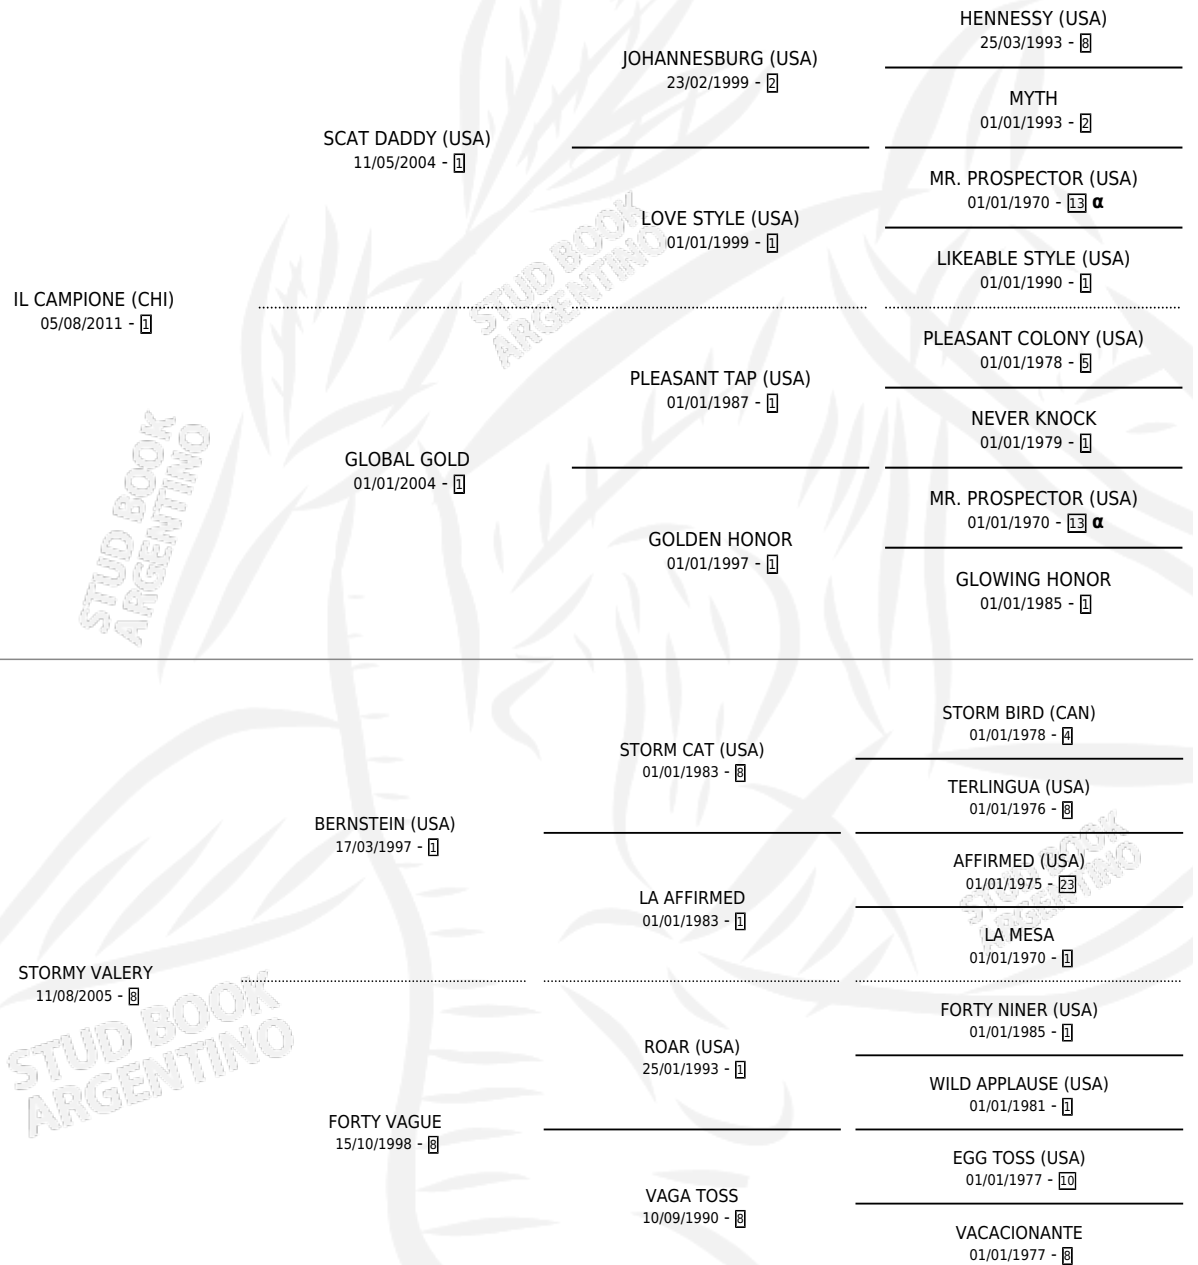 HENNESSY (USA)
25/03/1993 - 8
JOHANNESBURG (USA)
23/02/1999 - 2
MYTH
01/01/1993 - 2
SCAT DADDY (USA)
11/05/2004 - 1
MR. PROSPECTOR (USA)
01/01/1970 - 13 α
LOVE STYLE (USA)
01/01/1999 - 1
LIKEABLE STYLE (USA)
01/01/1990 - 1
IL CAMPIONE (CHI)
05/08/2011 - 1
PLEASANT COLONY (USA)
01/01/1978 - 5
PLEASANT TAP (USA)
01/01/1987 - 1
NEVER KNOCK
01/01/1979 - 1
GLOBAL GOLD
01/01/2004 - 1
MR. PROSPECTOR (USA)
01/01/1970 - 13 α
GOLDEN HONOR
01/01/1997 - 1
GLOWING HONOR
01/01/1985 - 1
STORM BIRD (CAN)
01/01/1978 - 4
STORM CAT (USA)
01/01/1983 - 8
TERLINGUA (USA)
01/01/1976 - 8
BERNSTEIN (USA)
17/03/1997 - 1
AFFIRMED (USA)
01/01/1975 - 23
LA AFFIRMED
01/01/1983 - 1
LA MESA
01/01/1970 - 1
STORMY VALERY
11/08/2005 - 8
FORTY NINER (USA)
01/01/1985 - 1
ROAR (USA)
25/01/1993 - 1
WILD APPLAUSE (USA)
01/01/1981 - 1
FORTY VAGUE
15/10/1998 - 8
EGG TOSS (USA)
01/01/1977 - 10
VAGA TOSS
10/09/1990 - 8
VACACIONANTE
01/01/1977 - 8
STUD BOOK
ARGENTINO
STUD BOOK
ARGENTINO
STUD BOOK
ARGENTINO
STUD BOOK
ARGENTINO